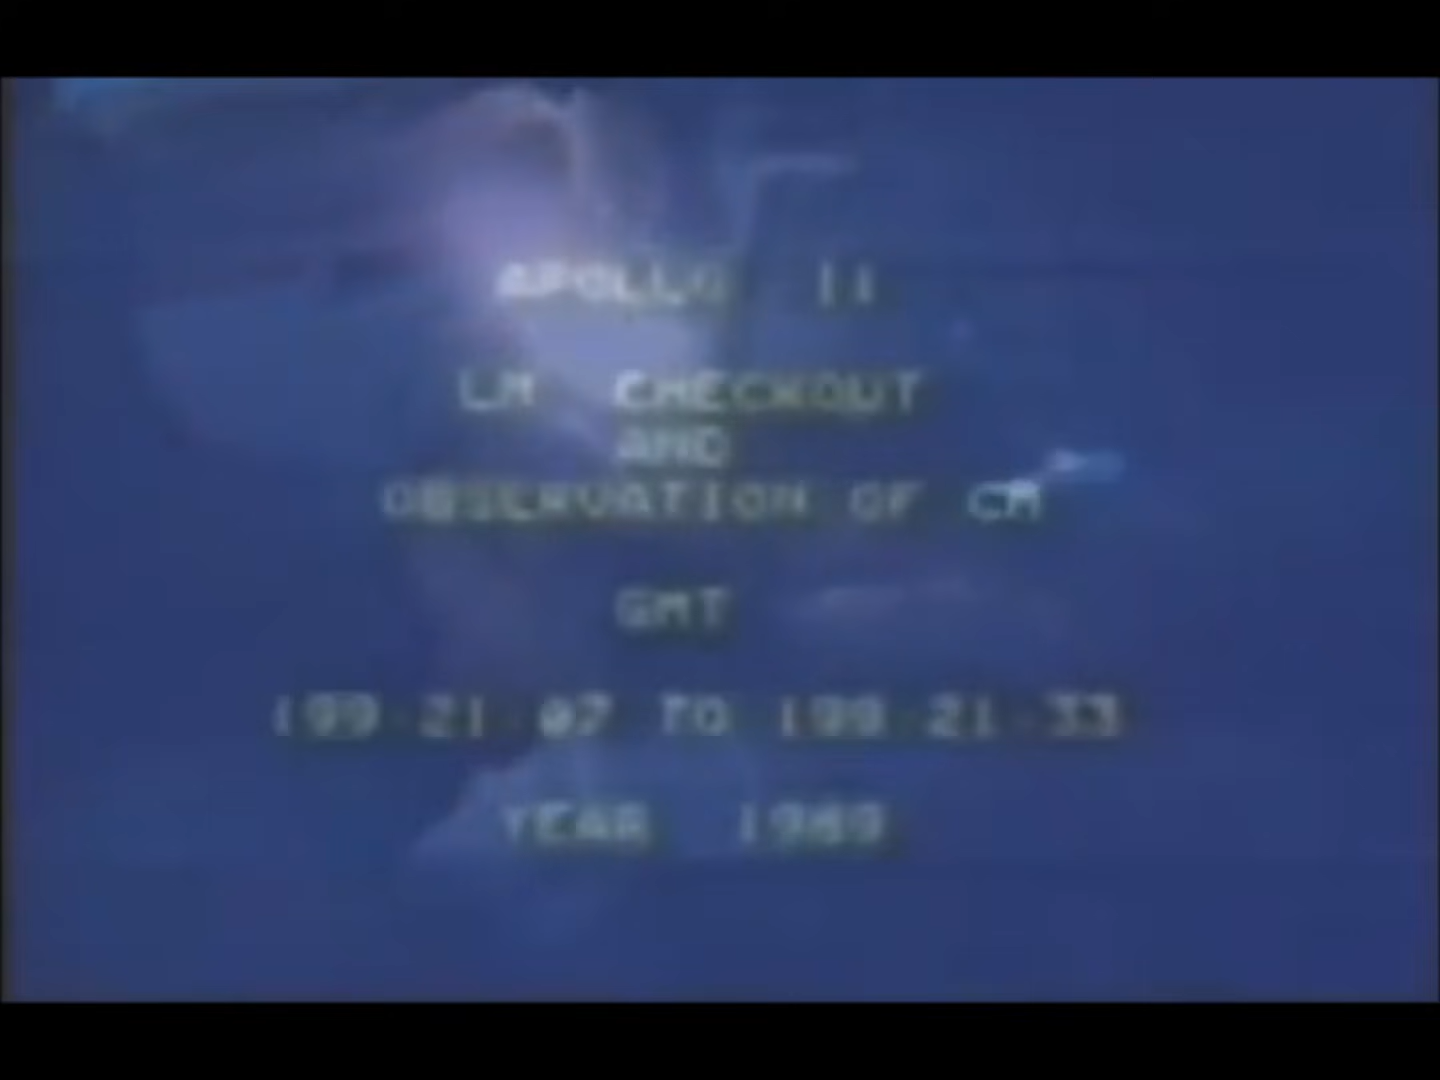 APOLLO 11
LM CHECKOUT
AND
OBSERVATION OF CM
GMT
199 21 07 TO 199 21 33
YEAR 1969